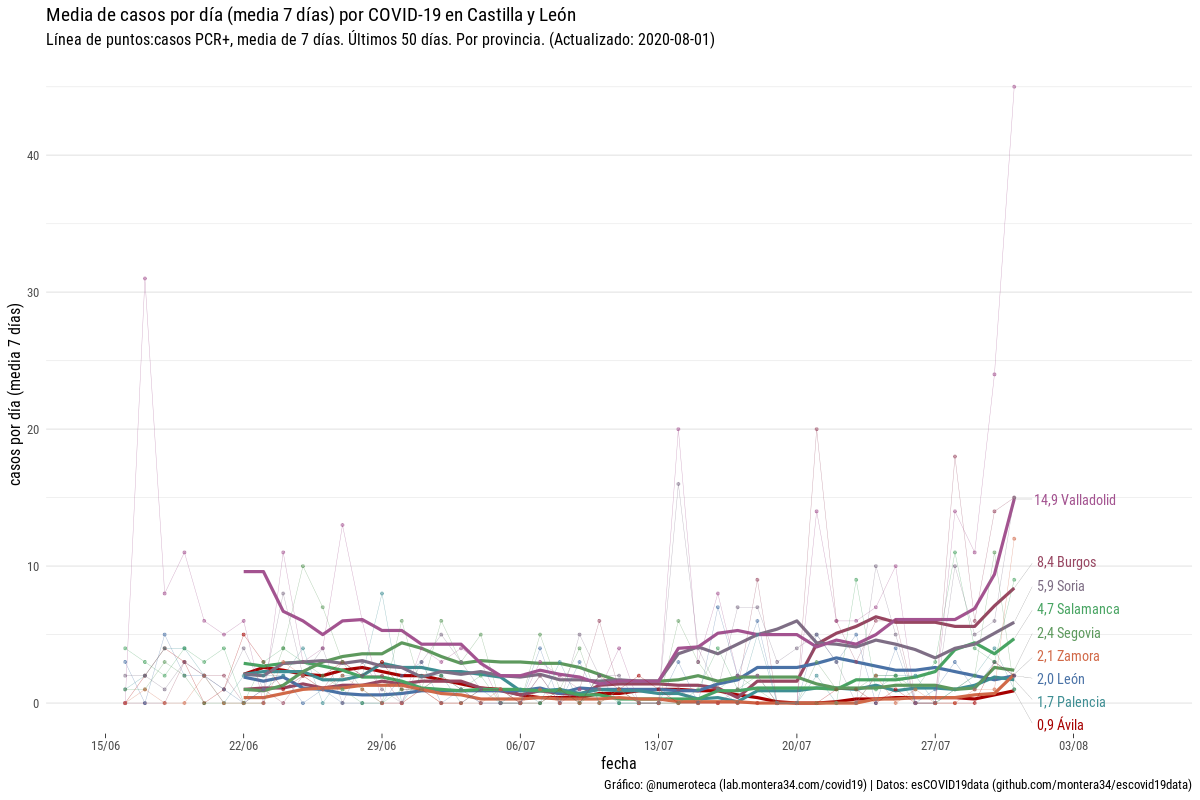 Media de casos por día (media 7 días) por COVID-19 en Castilla y León
Línea de puntos:casos PCR+, media de 7 días. Últimos 50 días. Por provincia. (Actualizado: 2020-08-01)
casos por día (media 7 días)
40
30
20
10
0
14,9 Valladolid
8,4 Burgos
5,9 Soria
4,7 Salamanca
2,4 Segovia
2,1 Zamora
2,0 León
1,7 Palencia
0,9 Ávila
15/06
22/06
29/06
06/07
13/07
20/07
27/07
03/08
fecha
Gráfico: @numeroteca (lab.montera34.com/covid19) | Datos: esCOVID19data (github.com/montera34/escovid19data)